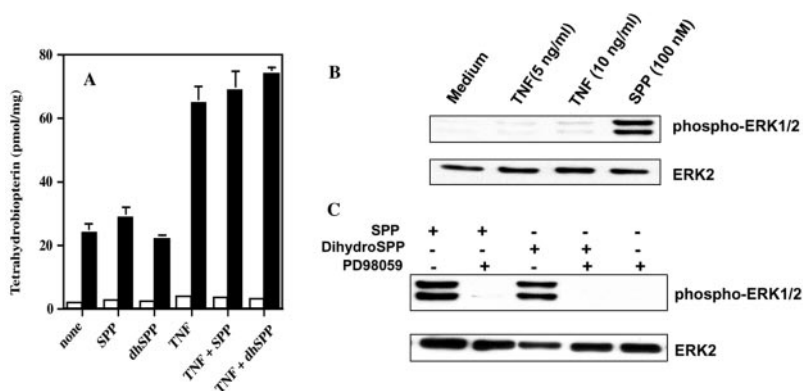 A
Tetrahydrobiopterin (pmol/mg)
80
60
40
20
0
none
SPP
dhSPP
TNF
TNF + SPP
TNF + dhSPP
B
Medium
TNF(5 ng/ml)
TNF (10 ng/ml)
SPP (100 nM)
phospho-ERK1/2
ERK2
C
SPP + + - - -
DihydroSPP - - + + -
PD98059 - + - + +
phospho-ERK1/2
ERK2